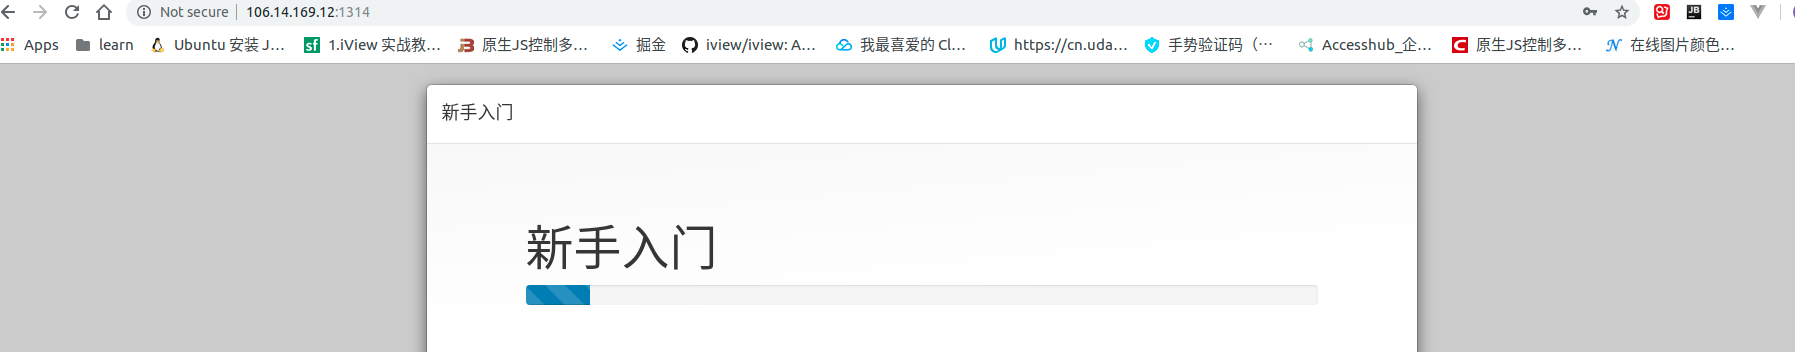 Not secure 106.14.169.12:1314
Apps learn Ubuntu 安装 J... 1.iView 实战教... 原生JS控制多... 掘金 iview/iview: A... 我最喜爱的 Cl... https://cn.uda... 手势验证码（... Accesshub_企... 原生JS控制多... 在线图片颜色...
新手入门
新手入门